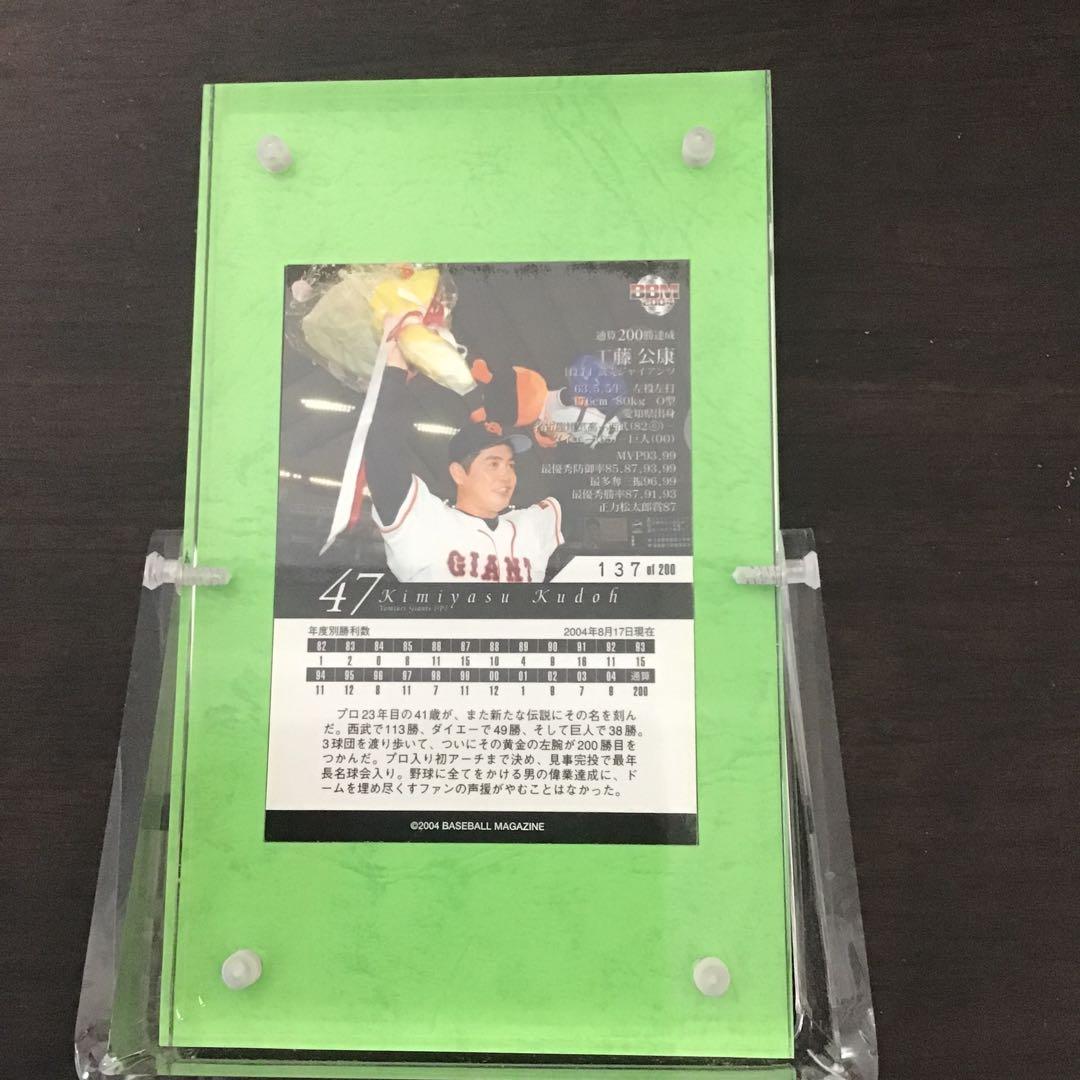 BBM
2004
通算200勝達成
工藤 公康
63.5.5生 左投左打
176cm 80kg O型
愛知県出身
MVP93,99
最優秀防御率85,87,93,99
最多奪三振96,99
最優秀勝率87,91,93
正力松太郎賞87
GIANT
137 of 200
47 Kimiyasu Kudoh
Yomiuri Giants
年度別勝利数 2004年8月17日現在
82 83 84 85 86 87 88 89 90 91 92 93
1 2 0 8 11 15 10 4 9 16 11 15
94 95 96 97 98 99 00 01 02 03 04 通算
11 12 8 11 7 11 12 1 9 7 8 200
プロ23年目の41歳が、また新たな伝説にその名を刻ん
だ。西武で113勝、ダイエーで49勝、そして巨人で38勝。
3球団を渡り歩いて、ついにその黄金の左腕が200勝目を
つかんだ。プロ入り初アーチまで決め、見事完投で最年
長名球会入り。野球に全てをかける男の偉業達成に、ド
ームを埋め尽くすファンの声援がやむことはなかった。
©2004 BASEBALL MAGAZINE